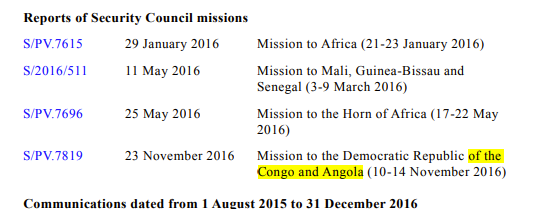 Reports of Security Council missions
S/PV.7615 29 January 2016 Mission to Africa (21-23 January 2016)
S/2016/511 11 May 2016 Mission to Mali, Guinea-Bissau and
Senegal (3-9 March 2016)
S/PV.7696 25 May 2016 Mission to the Horn of Africa (17-22 May
2016)
S/PV.7819 23 November 2016 Mission to the Democratic Republic of the
Congo and Angola (10-14 November 2016)
Communications dated from 1 August 2015 to 31 December 2016